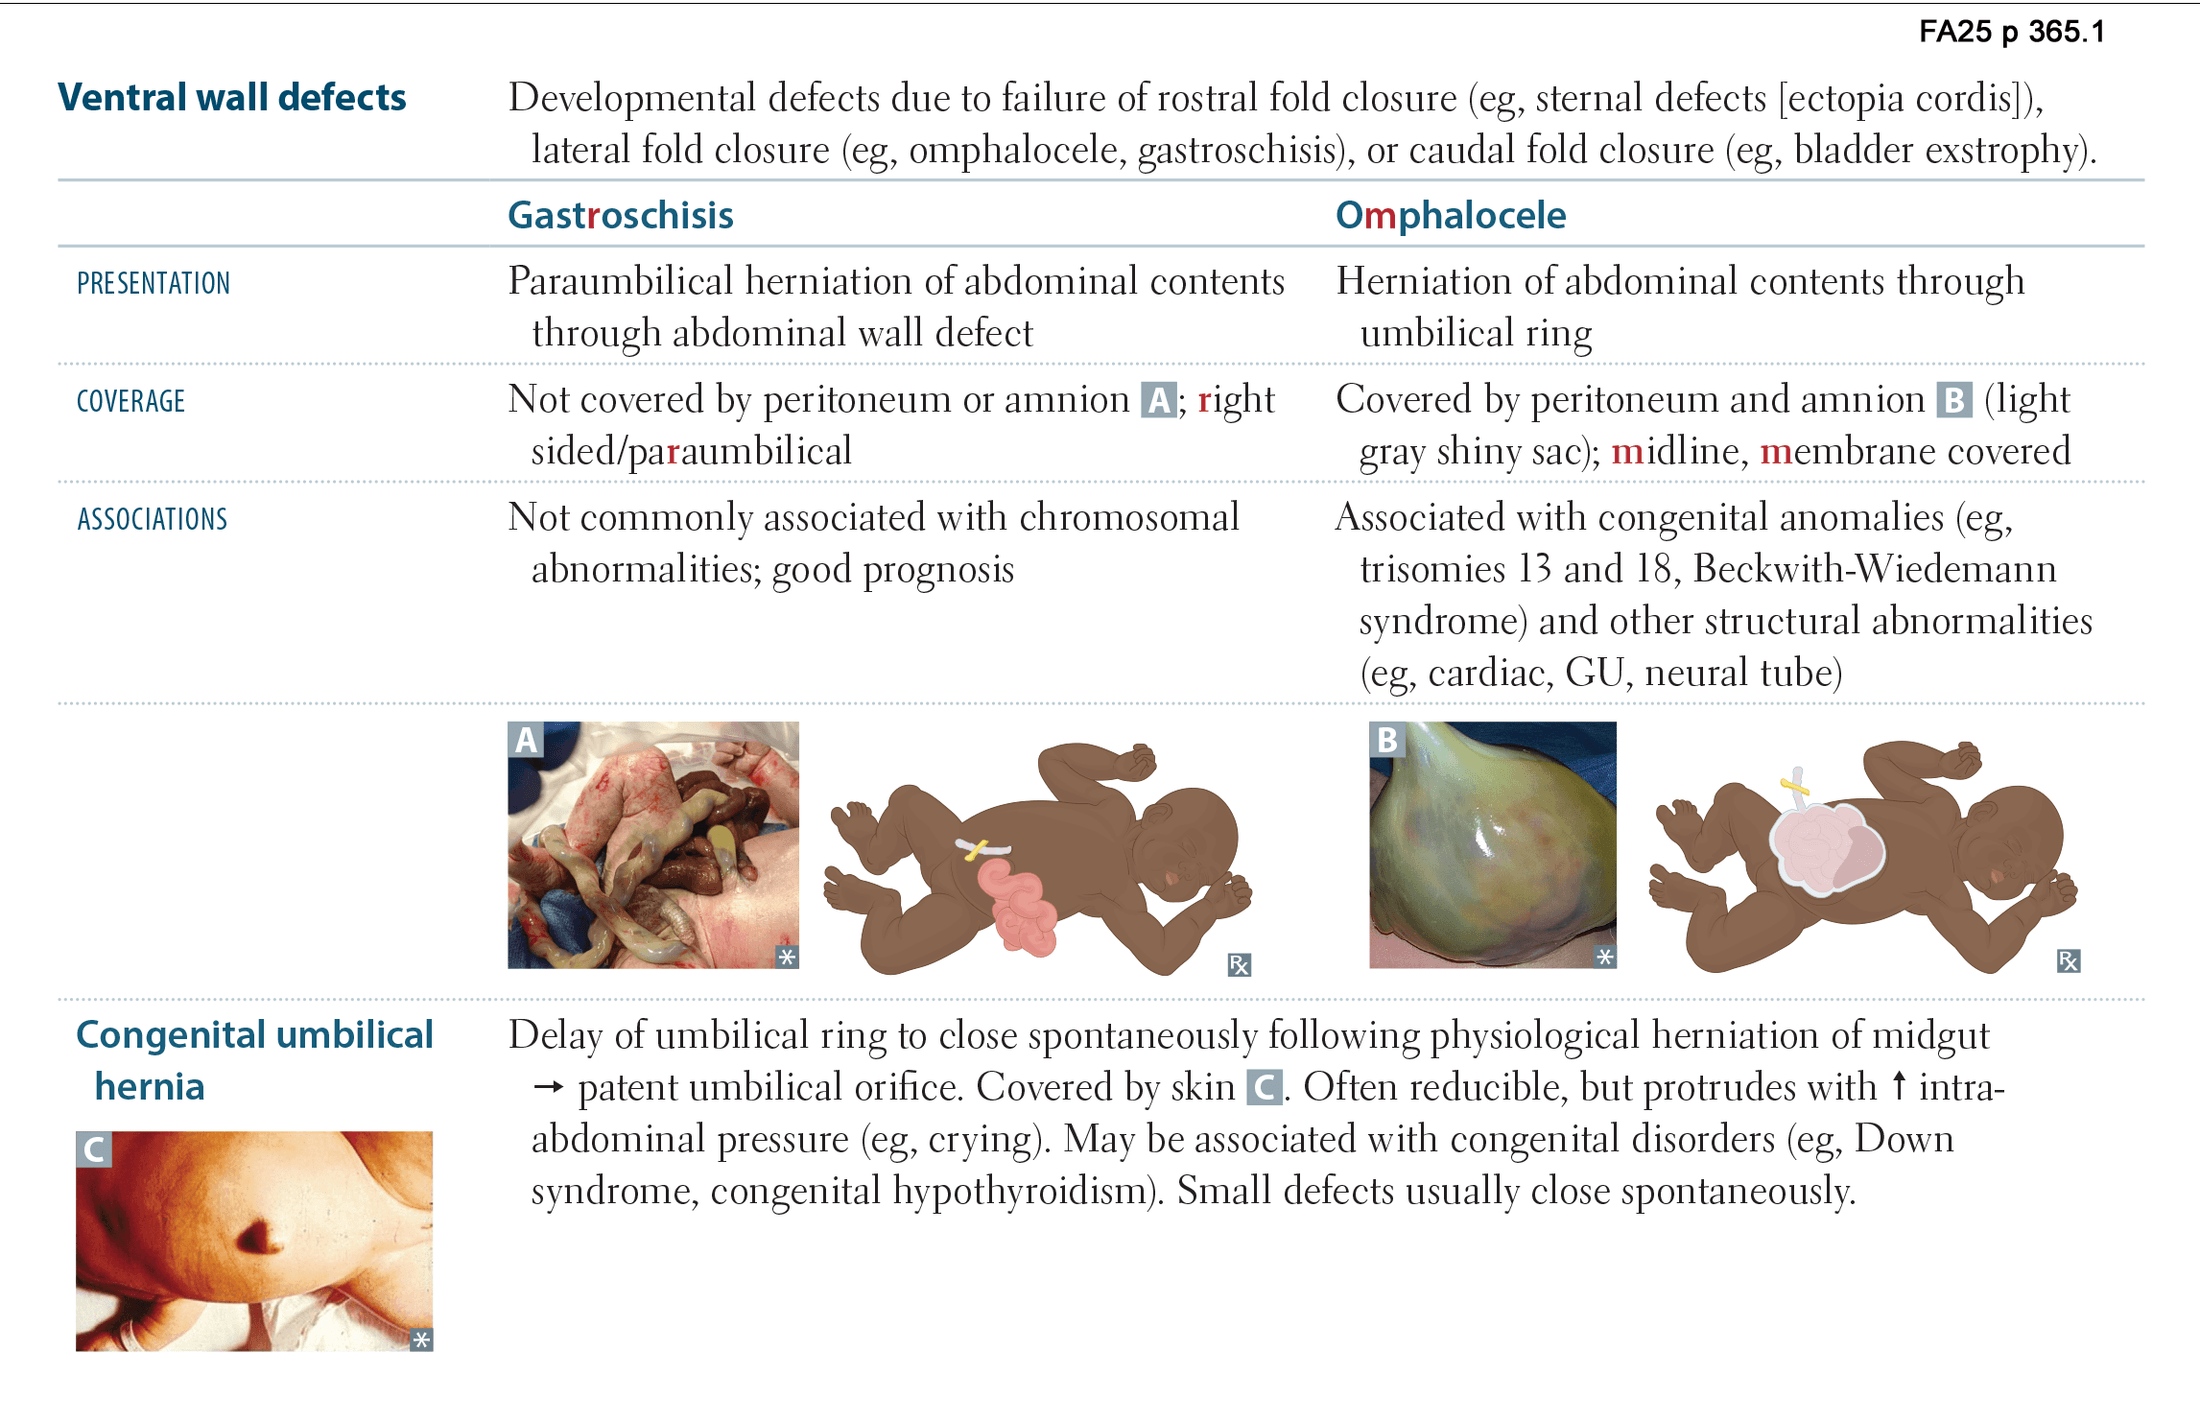 FA25 p 365.1
Ventral wall defects
Developmental defects due to failure of rostral fold closure (eg, sternal defects [ectopia cordis]),
lateral fold closure (eg, omphalocele, gastroschisis), or caudal fold closure (eg, bladder exstrophy).
Gastroschisis
Omphalocele
PRESENTATION
Paraumbilical herniation of abdominal contents
through abdominal wall defect
Herniation of abdominal contents through
umbilical ring
COVERAGE
Not covered by peritoneum or amnion A; right
sided/paraumbilical
Covered by peritoneum and amnion B (light
gray shiny sac); midline, membrane covered
ASSOCIATIONS
Not commonly associated with chromosomal
abnormalities; good prognosis
Associated with congenital anomalies (eg,
trisomies 13 and 18, Beckwith-Wiedemann
syndrome) and other structural abnormalities
(eg, cardiac, GU, neural tube)
A
*
Rx
B
*
Rx
Congenital umbilical
hernia
C
*
Delay of umbilical ring to close spontaneously following physiological herniation of midgut
→ patent umbilical orifice. Covered by skin C. Often reducible, but protrudes with ↑ intra-
abdominal pressure (eg, crying). May be associated with congenital disorders (eg, Down
syndrome, congenital hypothyroidism). Small defects usually close spontaneously.